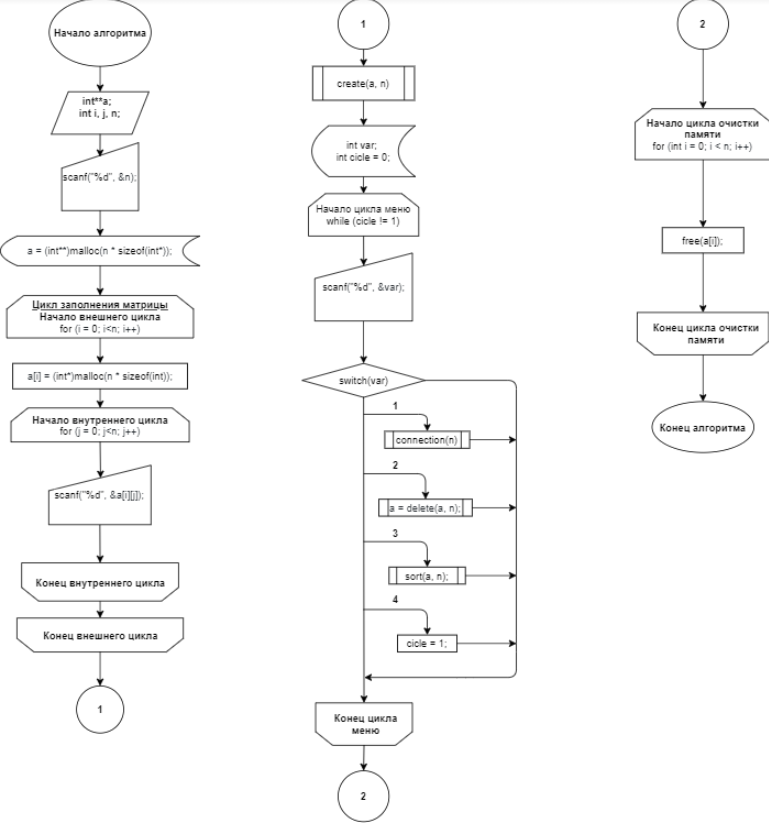 Начало алгоритма
int**a;
int i, j, n;
scanf("%d", &n);
a = (int**)malloc(n * sizeof(int*));
Цикл заполнения матрицы
Начало внешнего цикла
for (i = 0; i<n; i++)
a[i] = (int*)malloc(n * sizeof(int));
Начало внутреннего цикла
for (j = 0; j<n; j++)
scanf("%d", &a[i][j]);
Конец внутреннего цикла
Конец внешнего цикла
1
1
create(a, n)
int var;
int cicle = 0;
Начало цикла меню
while (cicle != 1)
scanf("%d", &var);
switch(var)
1
connection(n)
2
a = delete(a, n);
3
sort(a, n);
4
cicle = 1;
Конец цикла
меню
2
2
Начало цикла очистки
памяти
for (int i = 0; i < n; i++)
free(a[i]);
Конец цикла очистки
памяти
Конец алгоритма